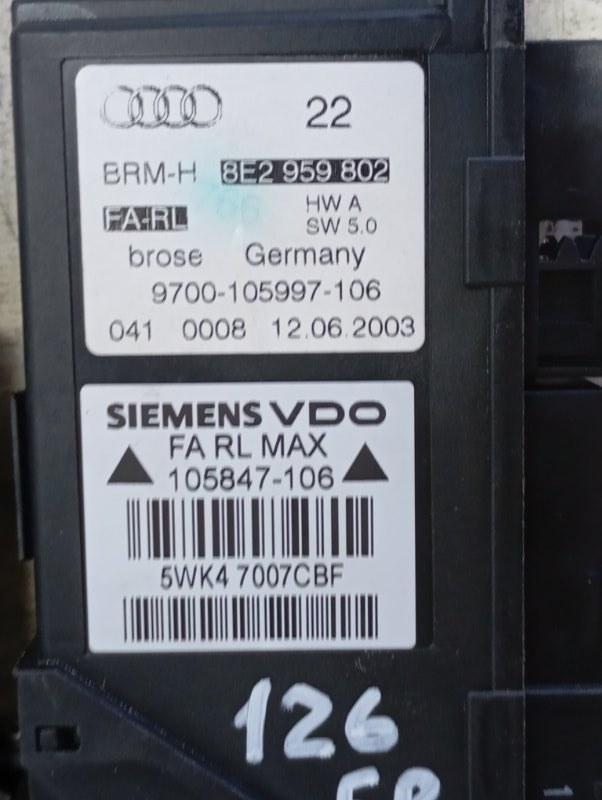 22
BRM-H 8E2 959 802
FA-RL HW A
SW 5.0
brose Germany
9700-105997-106
041 0008 12.06.2003
SIEMENS VDO
FA RL MAX
105847-106
5WK4 7007CBF
126